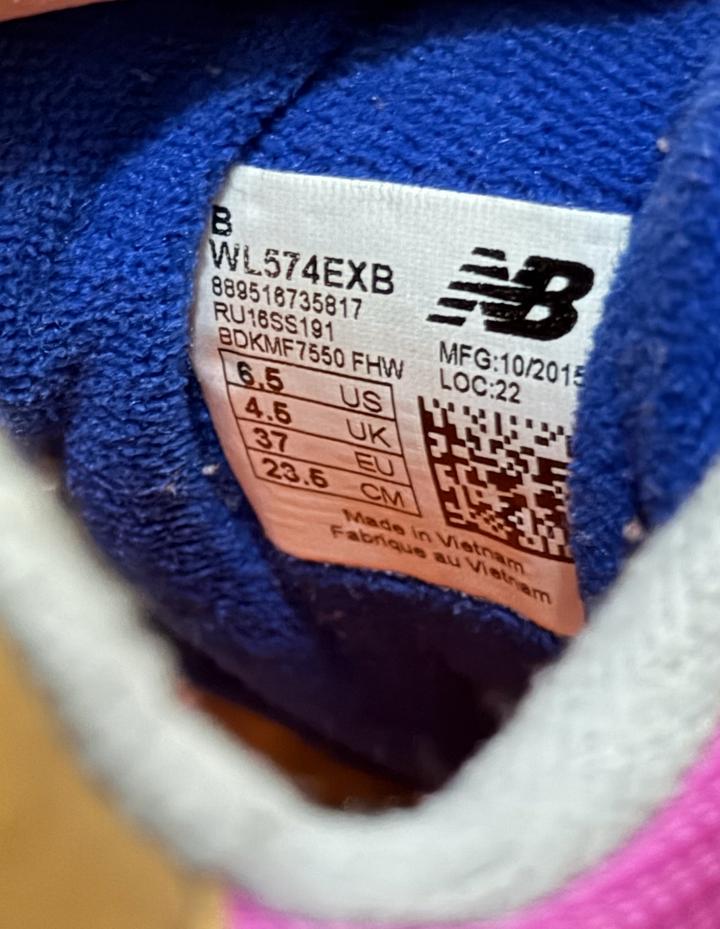 B
WL574EXB
889516735817
RU16SS191
BDKMF7550 FHW
6.5 US
4.5 UK
37 EU
23.5 CM
NB
MFG:10/2015
LOC:22
Made in Vietnam
Fabriqué au Vietnam